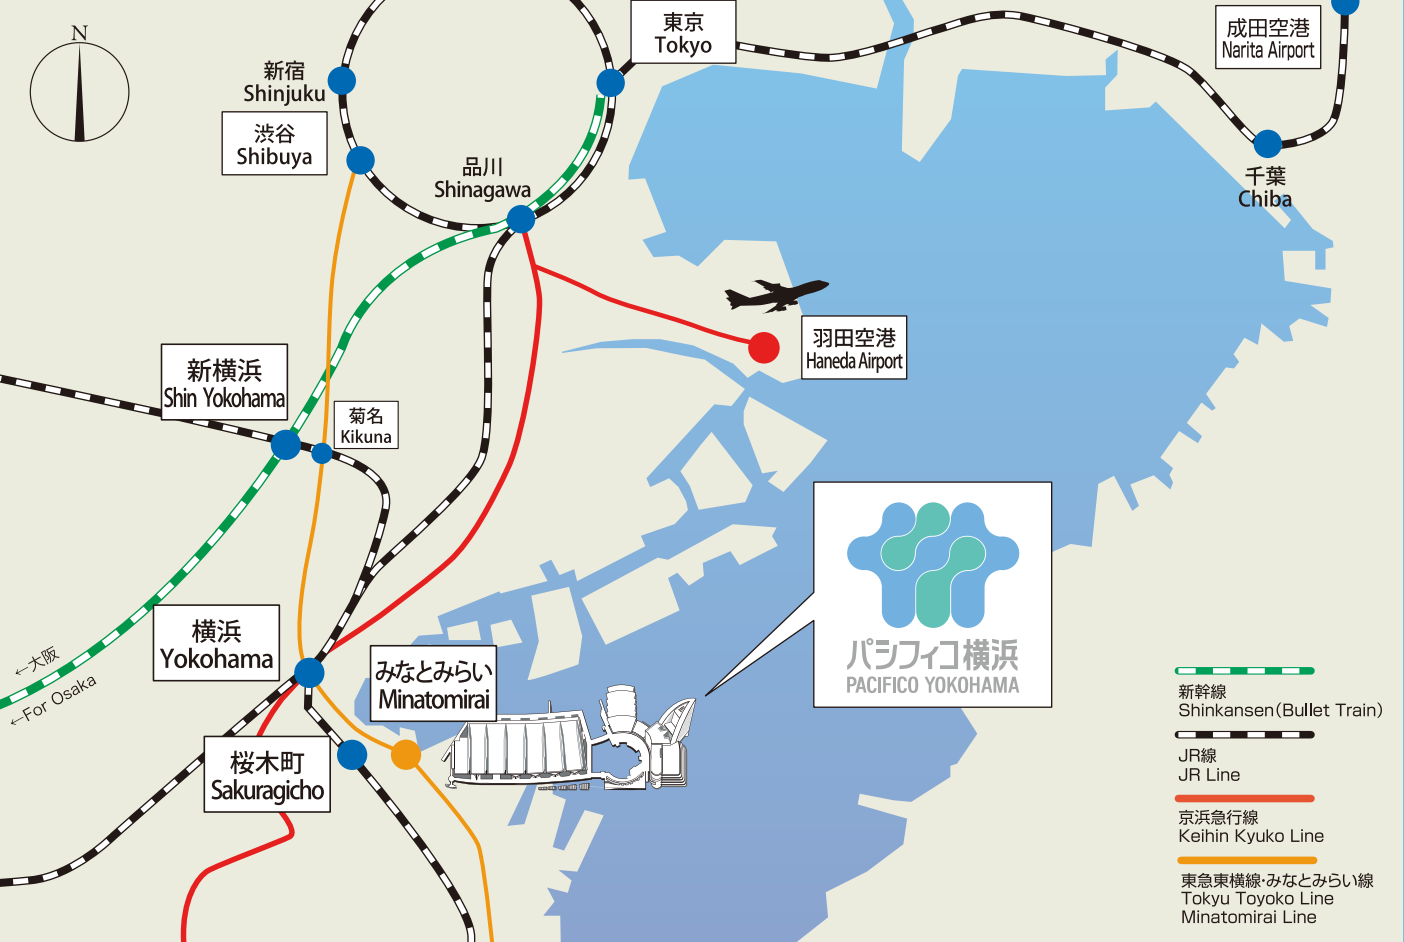 N
新宿
Shinjuku
渋谷
Shibuya
東京
Tokyo
成田空港
Narita Airport
品川
Shinagawa
千葉
Chiba
羽田空港
Haneda Airport
新横浜
Shin Yokohama
菊名
Kikuna
横浜
Yokohama
みなとみらい
Minatomirai
←大阪
←For Osaka
桜木町
Sakuragicho
パシフィコ横浜
PACIFICO YOKOHAMA
新幹線
Shinkansen(Bullet Train)
JR線
JR Line
京浜急行線
Keihin Kyuko Line
東急東横線・みなとみらい線
Tokyu Toyoko Line
Minatomirai Line